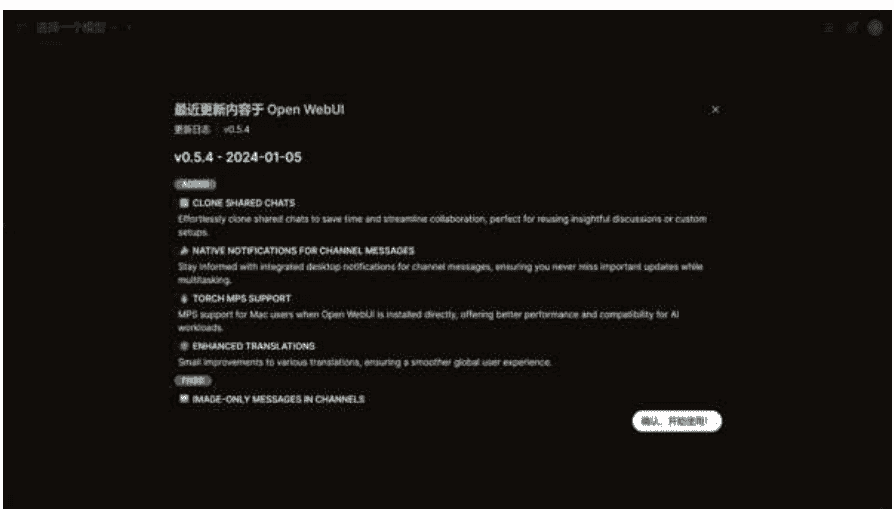 选择一个模型
最近更新内容于 Open WebUI
更新日志 v0.5.4
v0.5.4 - 2024-01-05
ADDED
CLONE SHARED CHATS
Effortlessly clone shared chats to save time and streamline collaboration, perfect for reusing insightful discussions or custom
setups.
NATIVE NOTIFICATIONS FOR CHANNEL MESSAGES
Stay informed with integrated desktop notifications for channel messages, ensuring you never miss important updates while
multitasking.
TORCH MPS SUPPORT
MPS support for Mac users when Open WebUI is installed directly, offering better performance and compatibility for AI
workloads.
ENHANCED TRANSLATIONS
Small improvements to various translations, ensuring a smoother global user experience.
FIXED
IMAGE-ONLY MESSAGES IN CHANNELS
确认，开始使用！